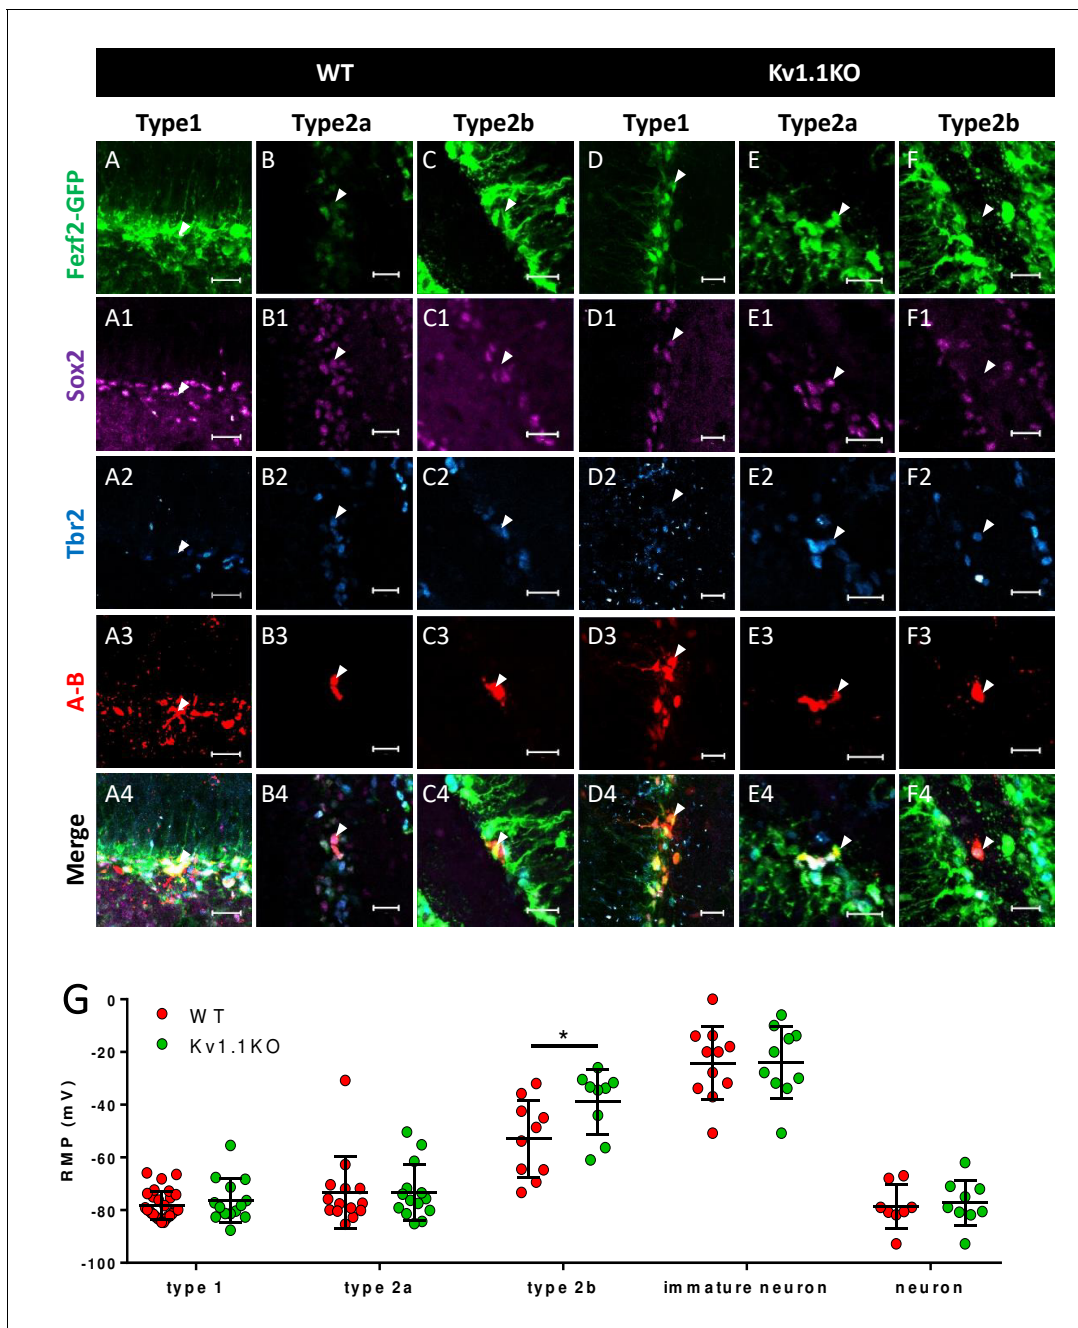 WT Kv1.1KO
Type1 Type2a Type2b Type1 Type2a Type2b
Fezf2-GFP
A B C D E F
Sox2
A1 B1 C1 D1 E1 F1
Tbr2
A2 B2 C2 D2 E2 F2
A-B
A3 B3 C3 D3 E3 F3
Merge
A4 B4 C4 D4 E4 F4
G
WT
Kv1.1KO
*
RMP (mV)
0
-20
-40
-60
-80
-100
type 1 type 2a type 2b immature neuron neuron